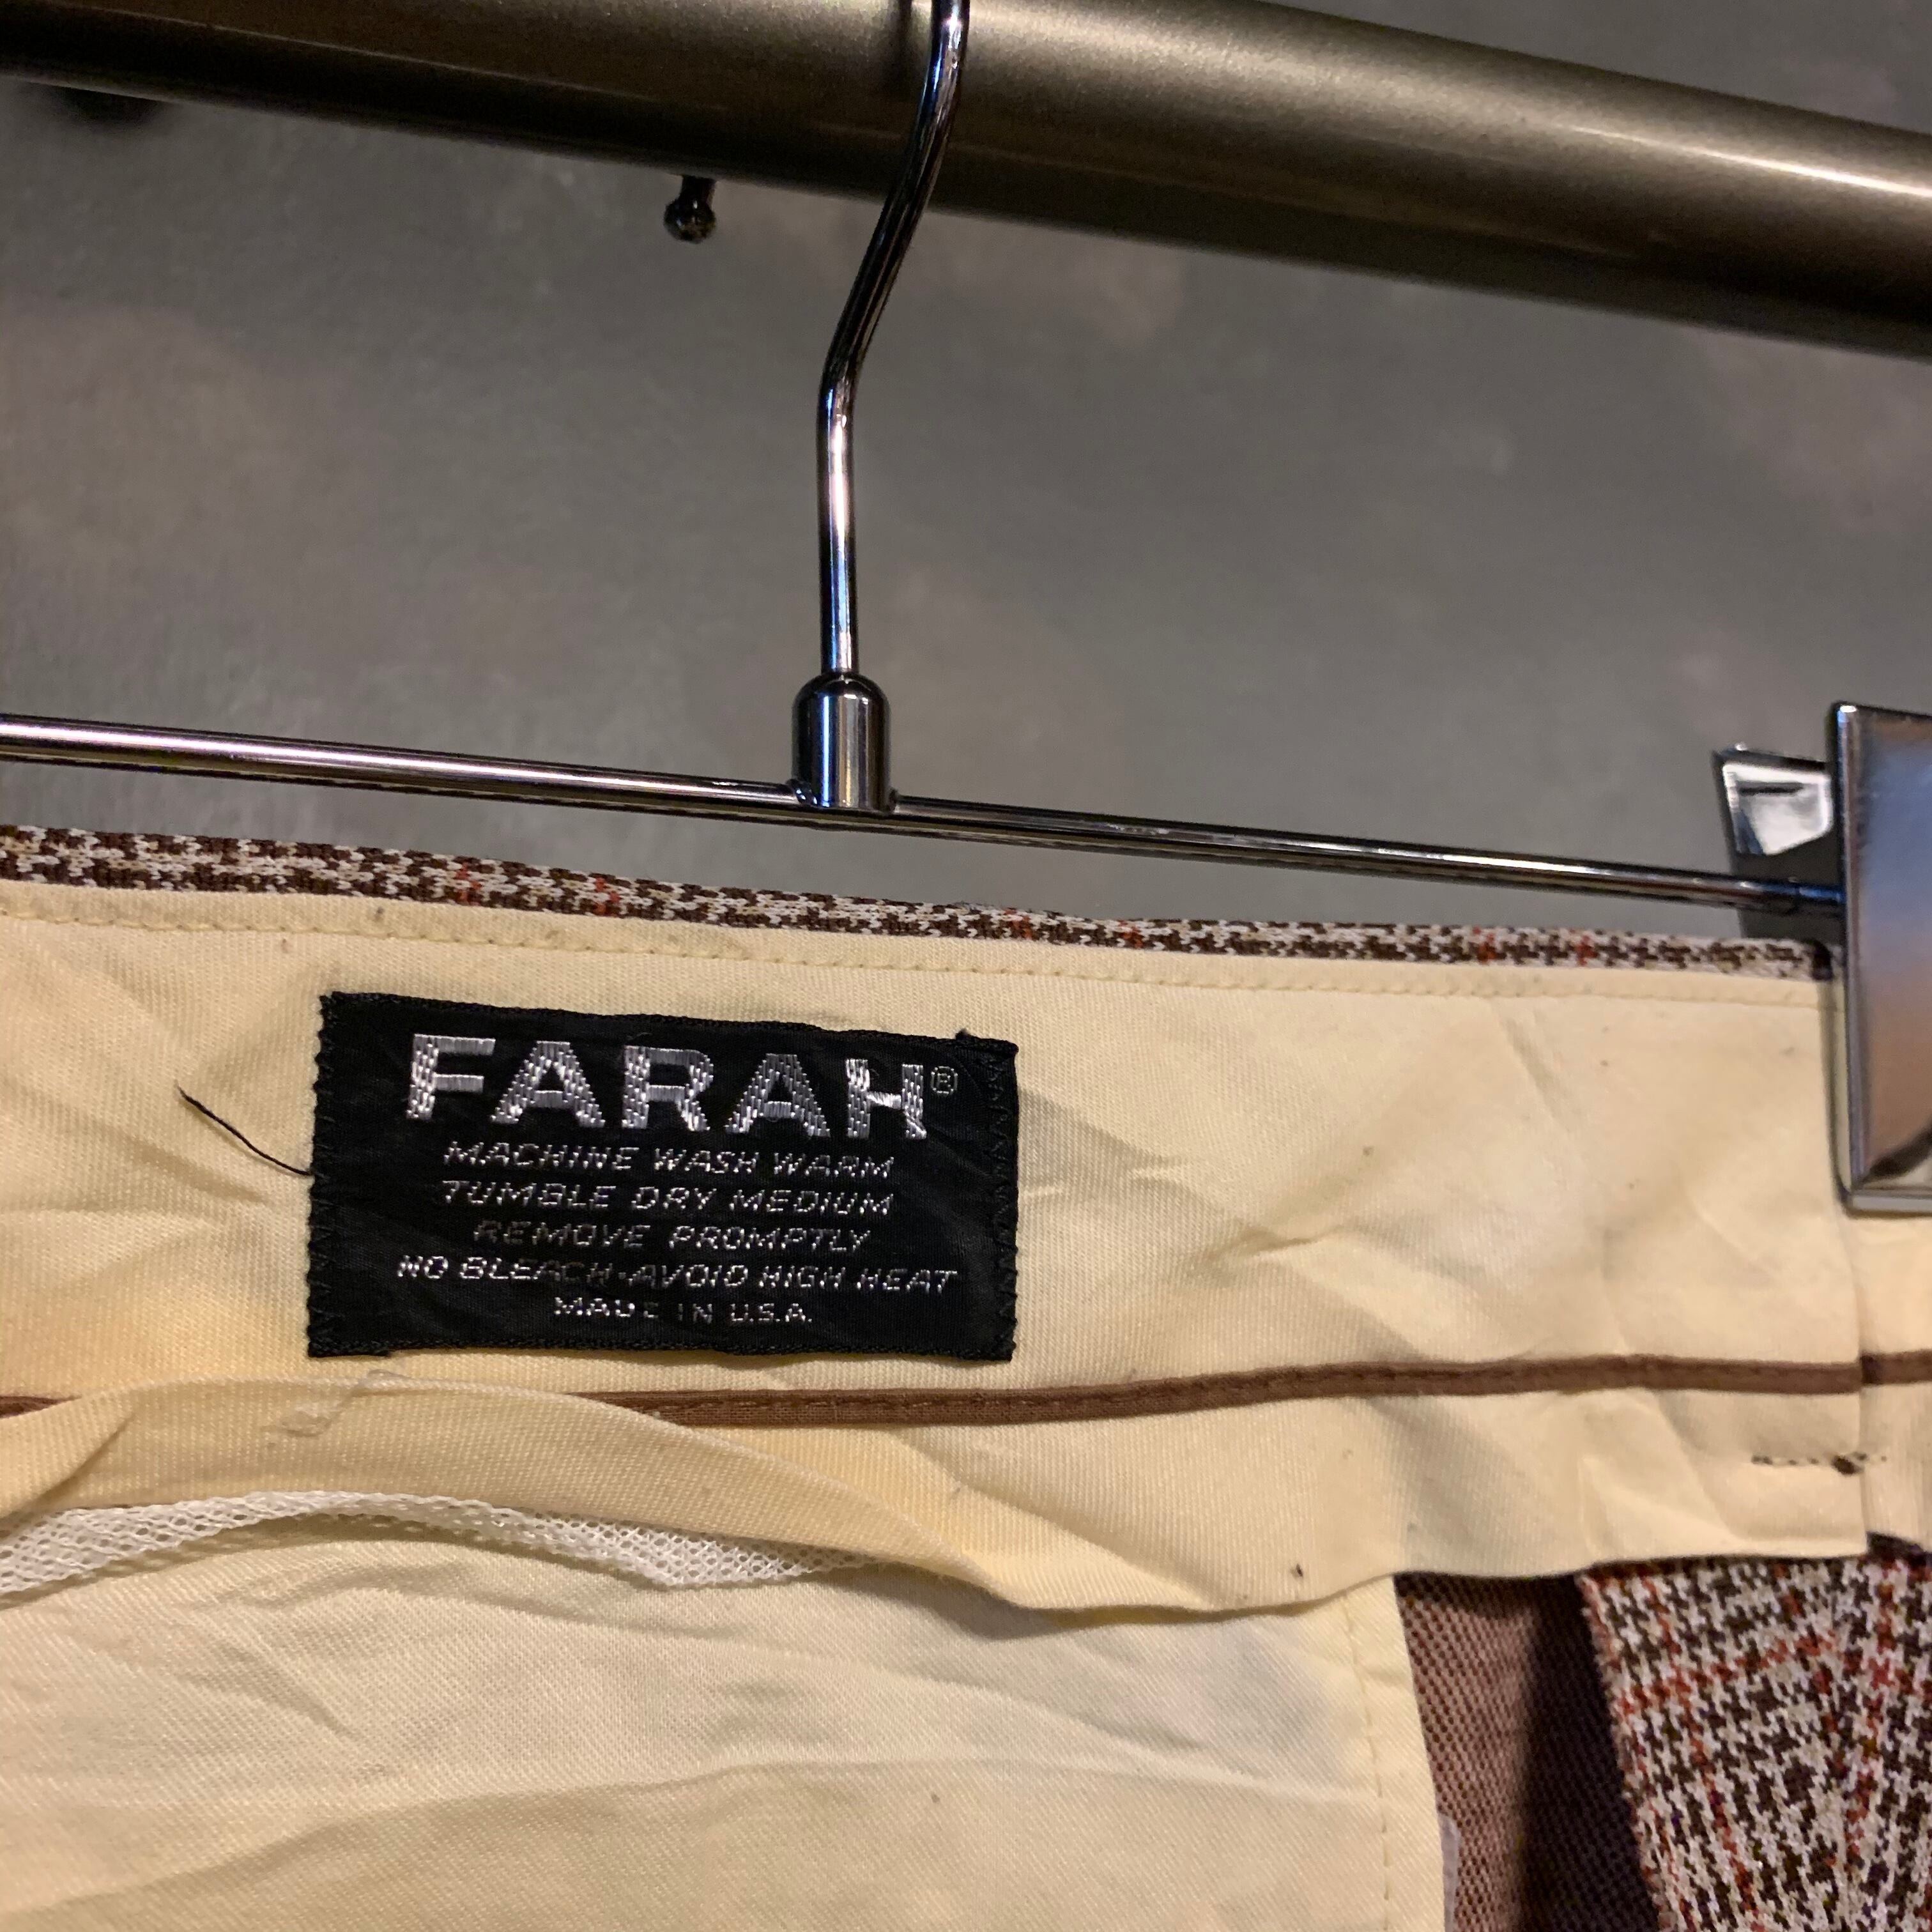 FARAH®
MACHINE WASH WARM
TUMBLE DRY MEDIUM
REMOVE PROMPTLY
NO BLEACH-AVOID HIGH HEAT
MADE IN U.S.A.